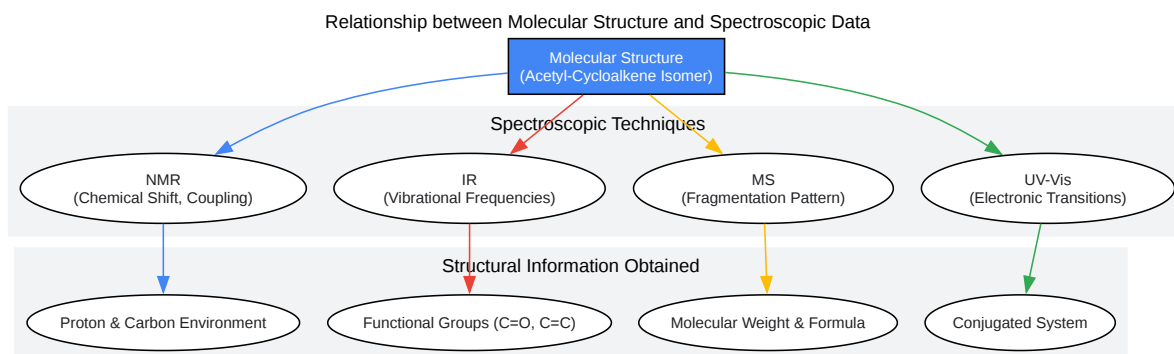 Relationship between Molecular Structure and Spectroscopic Data
Molecular Structure
(Acetyl-Cycloalkene Isomer)
Spectroscopic Techniques
NMR
(Chemical Shift, Coupling)
IR
(Vibrational Frequencies)
MS
(Fragmentation Pattern)
UV-Vis
(Electronic Transitions)
Structural Information Obtained
Proton & Carbon Environment
Functional Groups (C=O, C=C)
Molecular Weight & Formula
Conjugated System